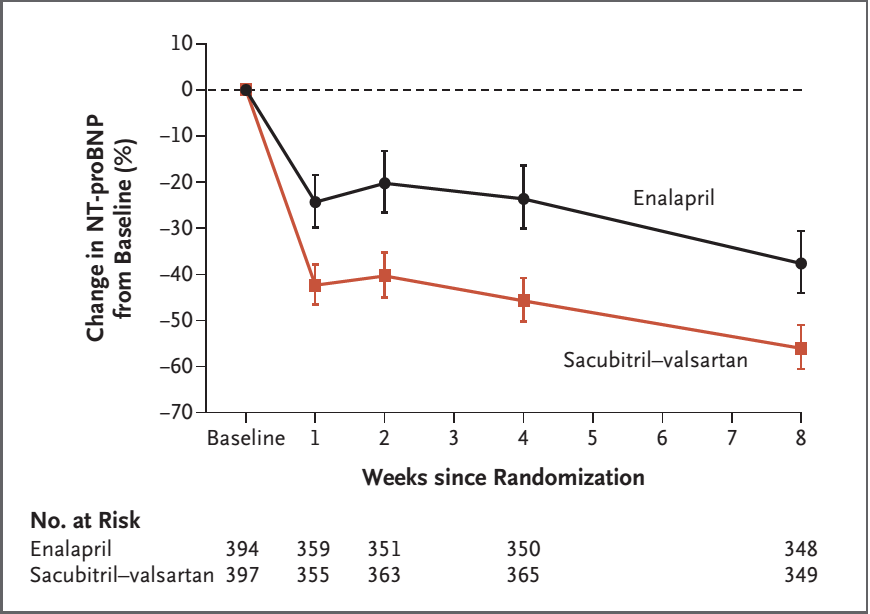 10
0
–10
–20
–30
–40
–50
–60
–70
Change in NT-proBNP
from Baseline (%)
Enalapril
Sacubitril–valsartan
Baseline 1 2 3 4 5 6 7 8
Weeks since Randomization
No. at Risk
Enalapril 394 359 351 350 348
Sacubitril–valsartan 397 355 363 365 349